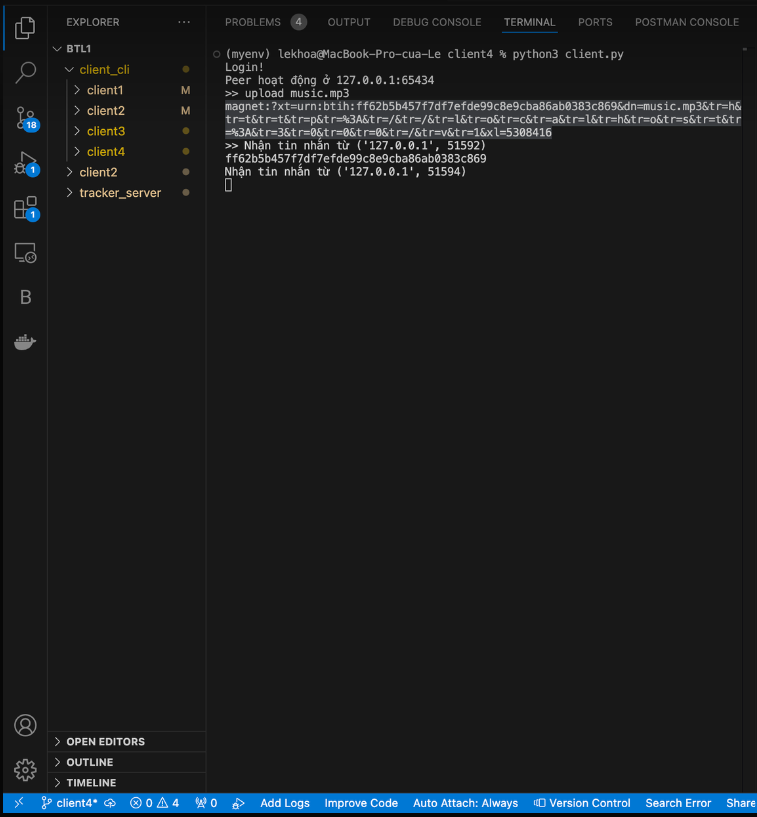 EXPLORER
···
PROBLEMS 4 OUTPUT DEBUG CONSOLE TERMINAL PORTS POSTMAN CONSOLE
BTL1
client_cli
client1 M
client2 M
client3
client4
client2
tracker_server
18
1
1
B
(myenv) lekhoa@MacBook-Pro-cua-Le client4 % python3 client.py
Login!
Peer hoạt động ở 127.0.0.1:65434
>> upload music.mp3
magnet:?xt=urn:btih:ff62b5b457f7df7efde99c8e9cba86ab0383c869&dn=music.mp3&tr=h&
tr=t&tr=t&tr=p&tr=%3A&tr=/&tr=/&tr=l&tr=o&tr=c&tr=a&tr=l&tr=h&tr=o&tr=s&tr=t&tr
=%3A&tr=3&tr=0&tr=0&tr=0&tr=/&tr=v&tr=1&xl=5308416
>> Nhận tin nhắn từ ('127.0.0.1', 51592)
ff62b5b457f7df7efde99c8e9cba86ab0383c869
Nhận tin nhắn từ ('127.0.0.1', 51594)
OPEN EDITORS
OUTLINE
TIMELINE
client4* 0 4 0 Add Logs Improve Code Auto Attach: Always Version Control Search Error Share